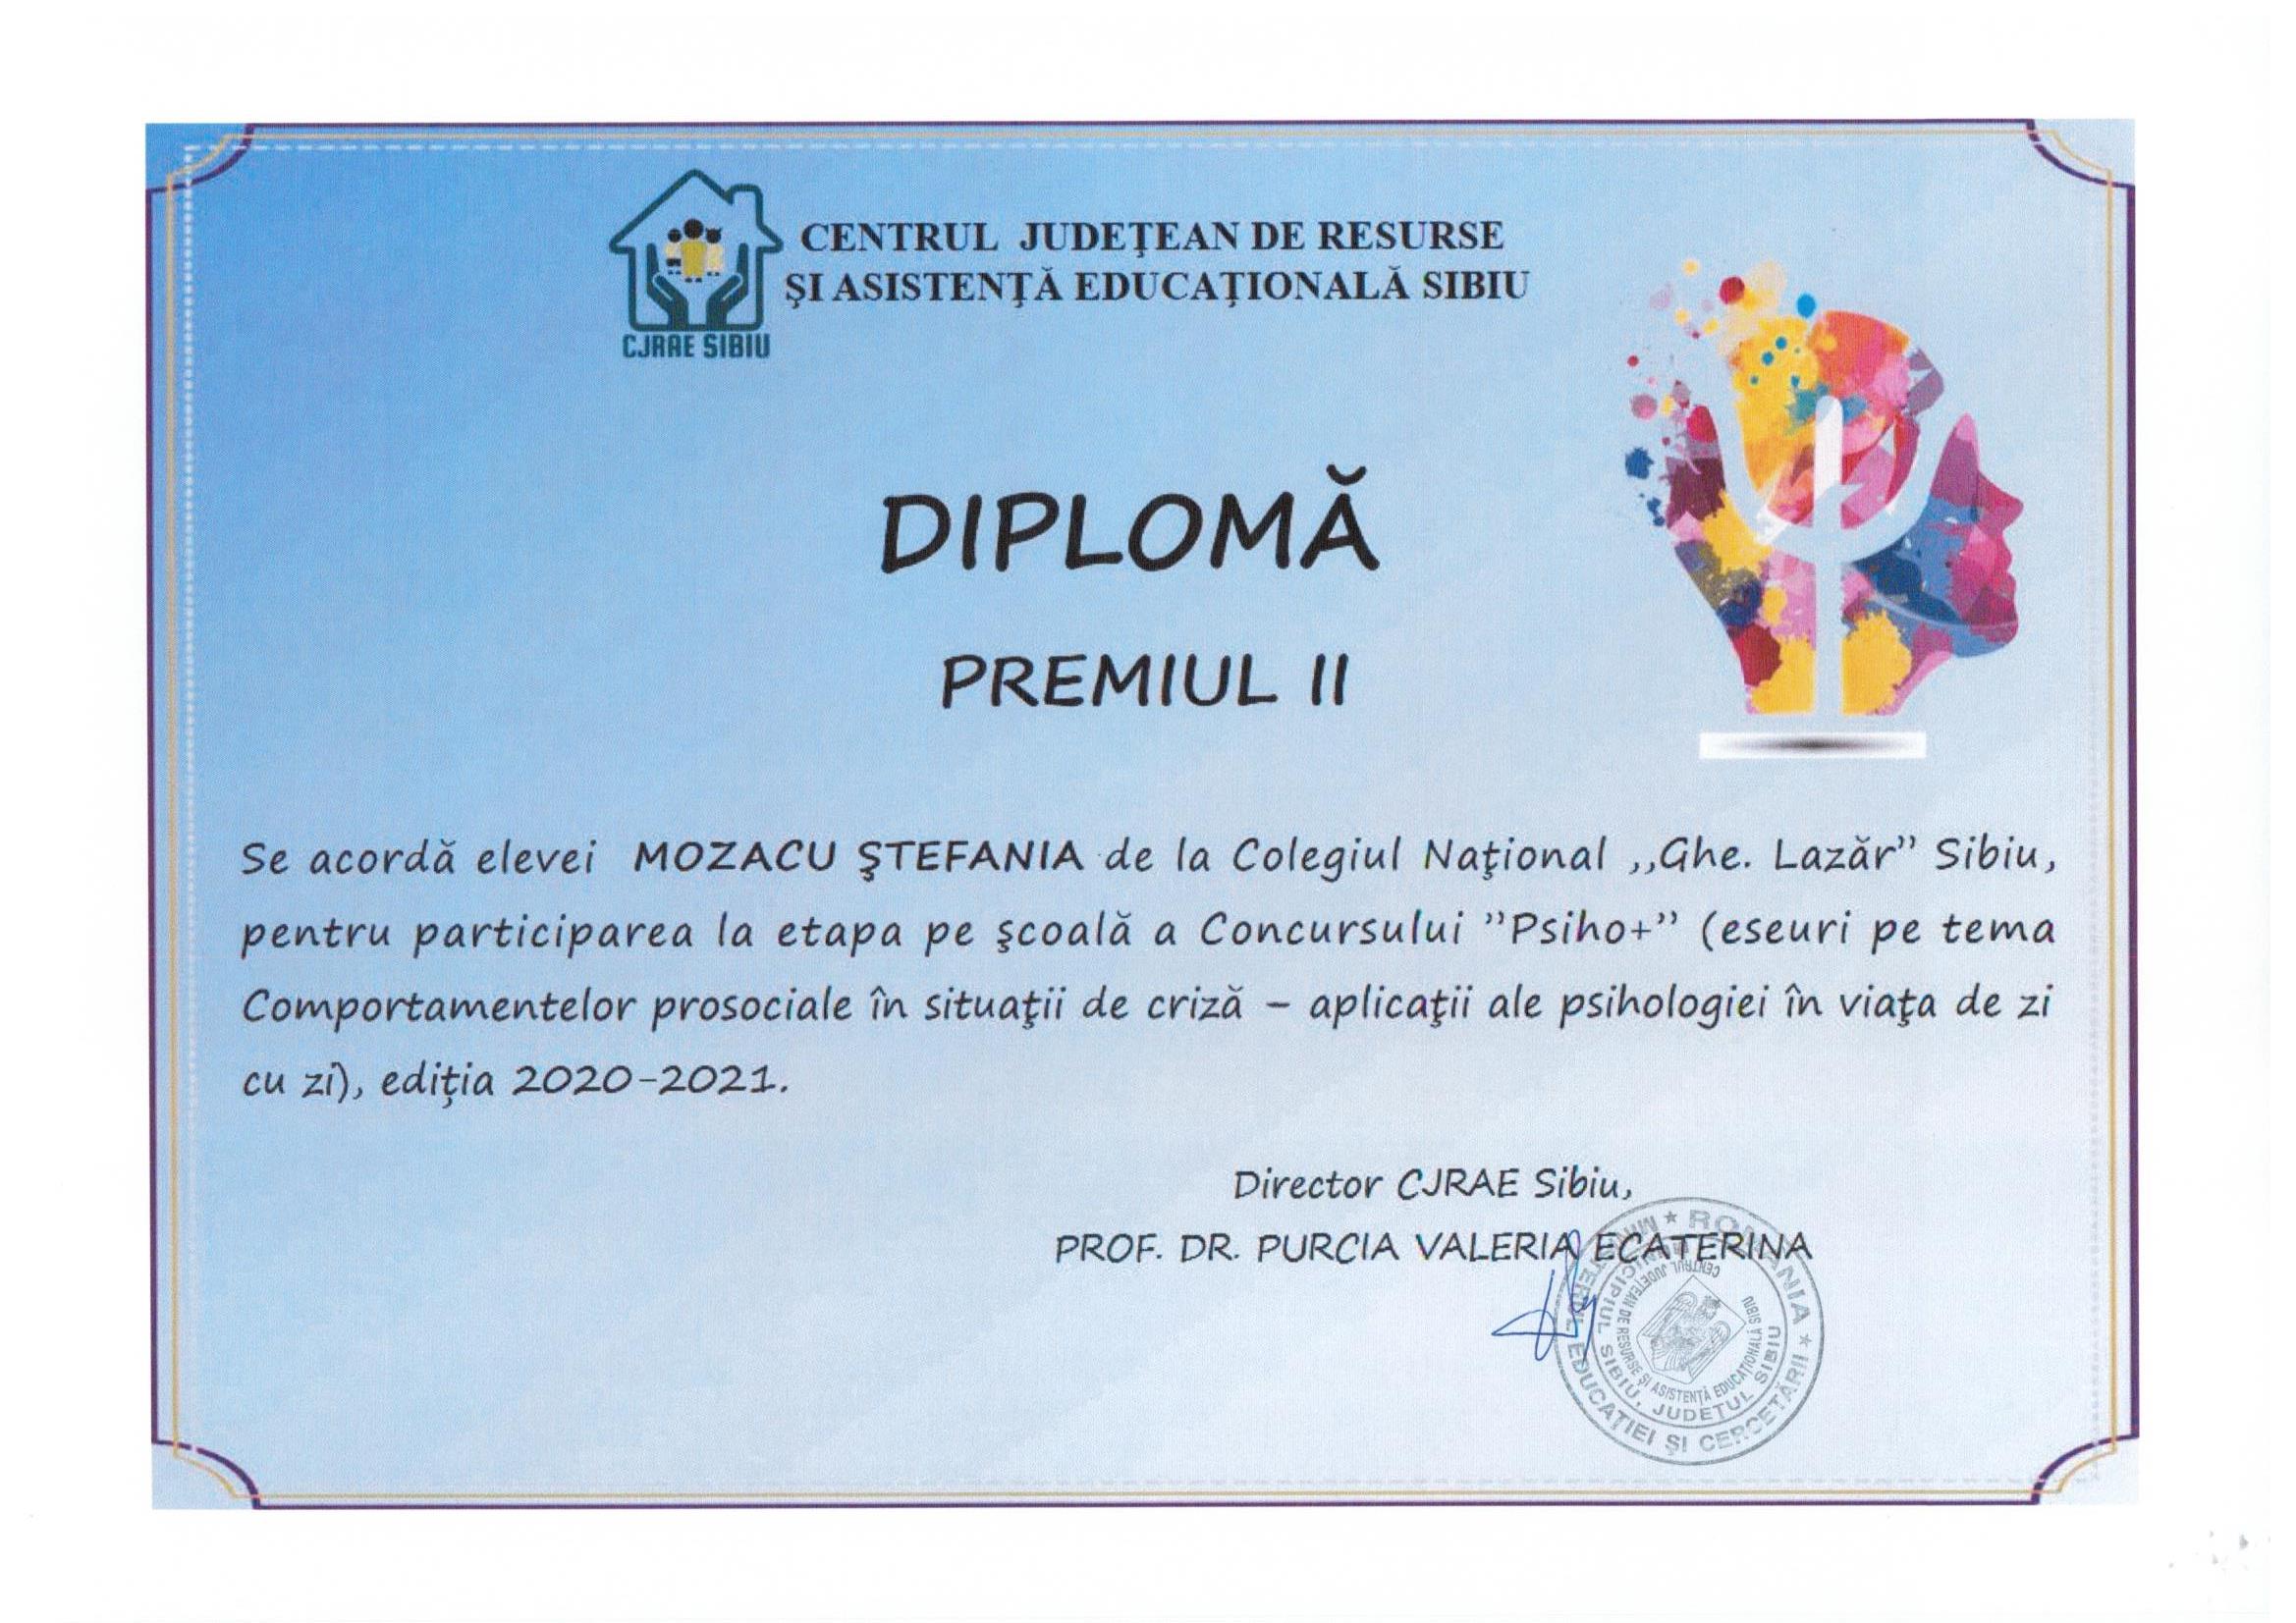 CENTRUL JUDEŢEAN DE RESURSE
ŞI ASISTENŢĂ EDUCAŢIONALĂ SIBIU
CJRAE SIBIU
DIPLOMĂ
PREMIUL II
Se acordă elevei MOZACU ŞTEFANIA de la Colegiul Naţional ,,Ghe. Lazăr” Sibiu,
pentru participarea la etapa pe şcoală a Concursului ”Psiho+” (eseuri pe tema
Comportamentelor prosociale în situaţii de criză – aplicaţii ale psihologiei în viaţa de zi
cu zi), ediția 2020-2021.
Director CJRAE Sibiu,
PROF. DR. PURCIA VALERIA ECATERINA
★ ROMÂNIA ★
MINISTERUL EDUCAŢIEI ŞI CERCETĂRII
MUNICIPIUL SIBIU, JUDEŢUL SIBIU
CENTRUL JUDEŢEAN DE RESURSE ŞI ASISTENŢĂ EDUCAŢIONALĂ SIBIU